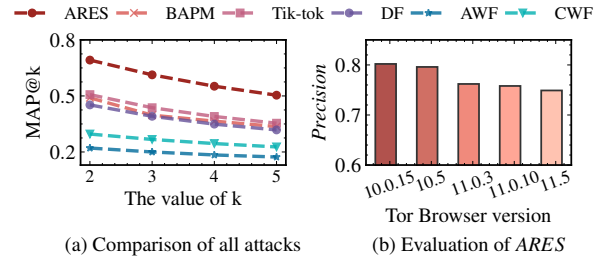 ARES BAPM Tik-tok DF AWF CWF
MAP@k
0.8
0.5
0.2
2 3 4 5
The value of k
(a) Comparison of all attacks
Precision
0.8
0.7
0.6
10.0.15 10.5 11.0.3 11.0.10 11.5
Tor Browser version
(b) Evaluation of ARES